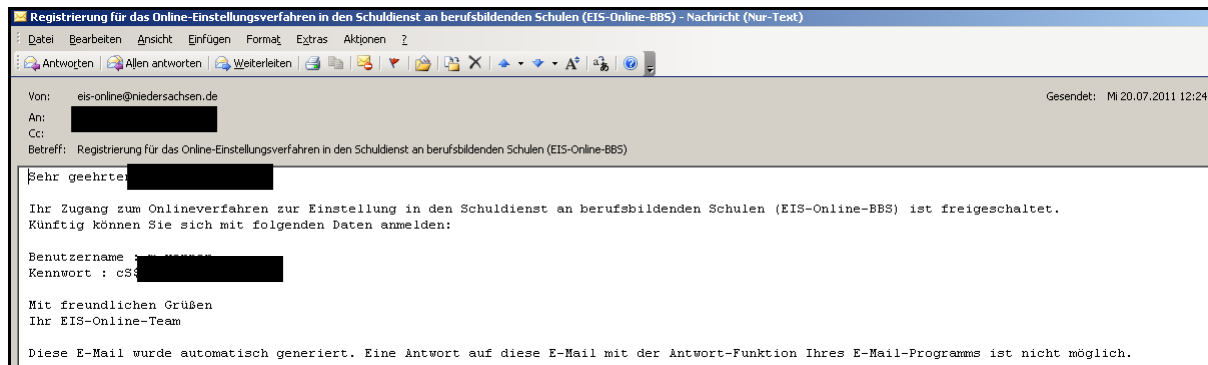 Registrierung für das Online-Einstellungsverfahren in den Schuldienst an berufsbildenden Schulen (EIS-Online-BBS) - Nachricht (Nur-Text)
Datei Bearbeiten Ansicht Einfügen Format Extras Aktionen ?
Antworten Allen antworten Weiterleiten
Von: eis-online@niedersachsen.de Gesendet: Mi 20.07.2011 12:24
An:
Cc:
Betreff: Registrierung für das Online-Einstellungsverfahren in den Schuldienst an berufsbildenden Schulen (EIS-Online-BBS)
Sehr geehrter
Ihr Zugang zum Onlineverfahren zur Einstellung in den Schuldienst an berufsbildenden Schulen (EIS-Online-BBS) ist freigeschaltet.
Künftig können Sie sich mit folgenden Daten anmelden:
Benutzername :
Kennwort : cS$
Mit freundlichen Grüßen
Ihr EIS-Online-Team
Diese E-Mail wurde automatisch generiert. Eine Antwort auf diese E-Mail mit der Antwort-Funktion Ihres E-Mail-Programms ist nicht möglich.